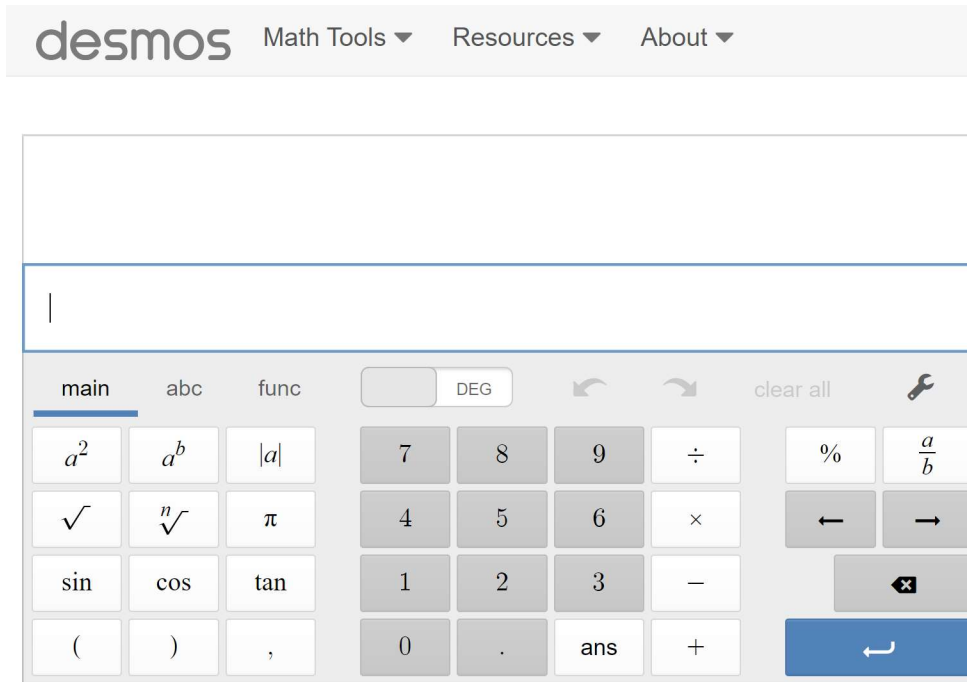 desmos Math Tools Resources About
main abc func DEG clear all
a² aᵇ |a| 7 8 9 ÷ % a/b
√ ⁿ√ π 4 5 6 × ← →
sin cos tan 1 2 3 −
( ) , 0 . ans +